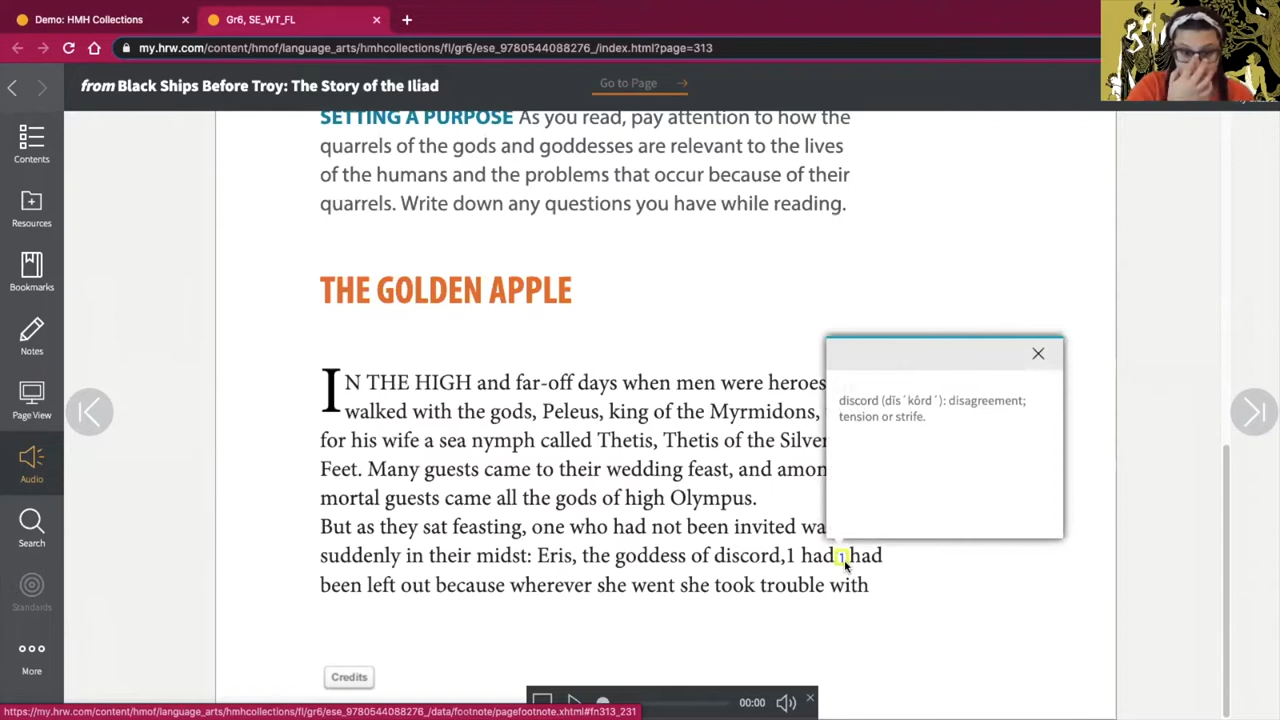 Demo: HMH Collections
Gr6, SE_WT_FL
my.hrw.com/content/hmof/language_arts/hmhcollections/fl/gr6/ese_9780544088276_/index.html?page=313
from Black Ships Before Troy: The Story of the Iliad
Go to Page
Contents
Resources
Bookmarks
Notes
Page View
Audio
Search
Standards
More
SETTING A PURPOSE As you read, pay attention to how the
quarrels of the gods and goddesses are relevant to the lives
of the humans and the problems that occur because of their
quarrels. Write down any questions you have while reading.
THE GOLDEN APPLE
IN THE HIGH and far-off days when men were heroes
walked with the gods, Peleus, king of the Myrmidons,
for his wife a sea nymph called Thetis, Thetis of the Silver
Feet. Many guests came to their wedding feast, and amon
mortal guests came all the gods of high Olympus.
But as they sat feasting, one who had not been invited wa
suddenly in their midst: Eris, the goddess of discord,1 had1had
been left out because wherever she went she took trouble with
discord (dĭs´kôrd´): disagreement;
tension or strife.
Credits
00:00
https://my.hrw.com/content/hmof/language_arts/hmhcollections/fl/gr6/ese_9780544088276_/data/footnote/pagefootnote.xhtml#fn313_231